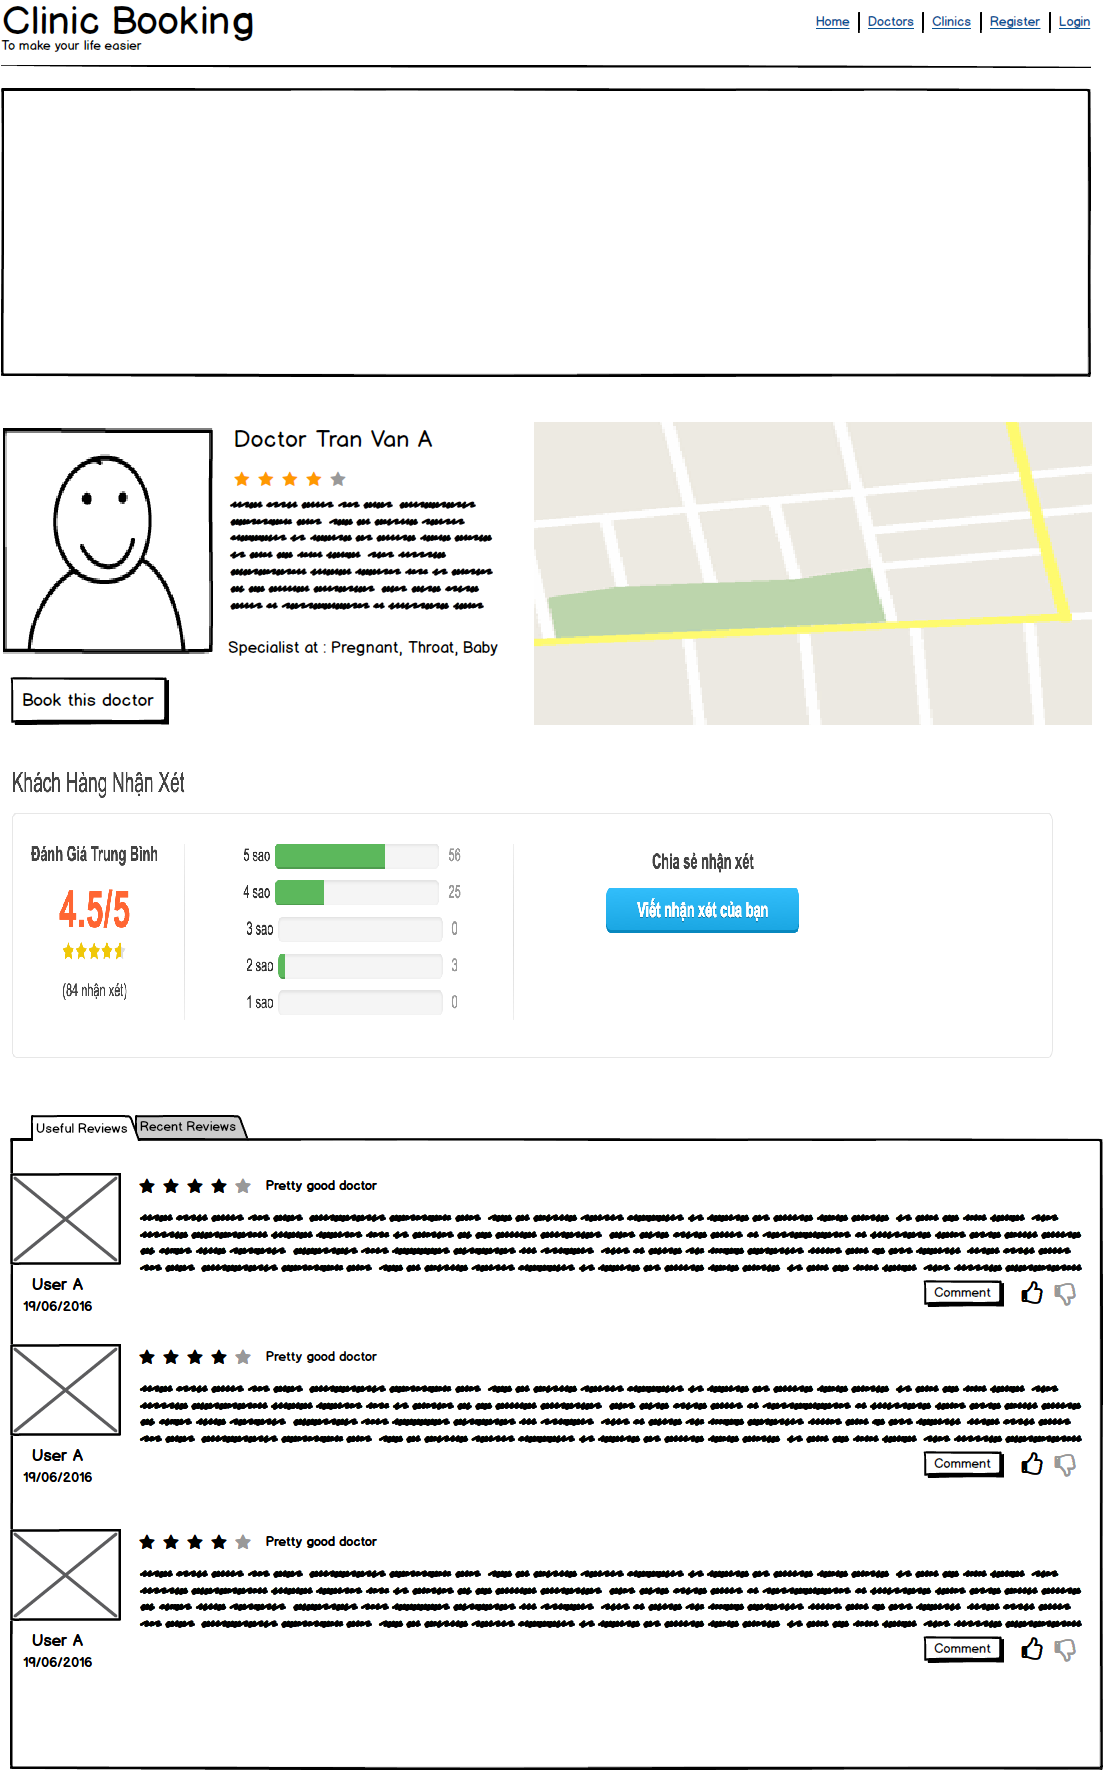 Clinic Booking
To make your life easier
Home
Doctors
Clinics
Register
Login
Doctor Tran Van A
Specialist at : Pregnant, Throat, Baby
Book this doctor
Khách Hàng Nhận Xét
Đánh Giá Trung Bình
4.5/5
(84 nhận xét)
5 sao 56
4 sao 25
3 sao 0
2 sao 3
1 sao 0
Chia sẻ nhận xét
Viết nhận xét của bạn
Useful Reviews
Recent Reviews
Pretty good doctor
User A
19/06/2016
Comment
Pretty good doctor
User A
19/06/2016
Comment
Pretty good doctor
User A
19/06/2016
Comment